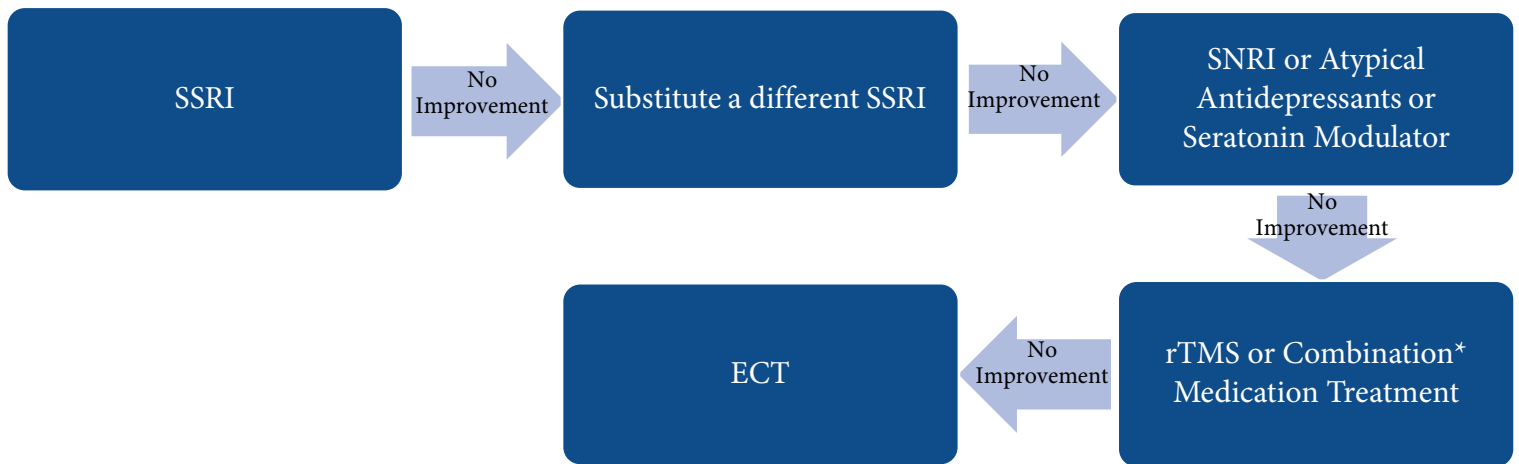 SSRI
No
Improvement
Substitute a different SSRI
No
Improvement
SNRI or Atypical
Antidepressants or
Seratonin Modulator
No
Improvement
rTMS or Combination*
Medication Treatment
No
Improvement
ECT